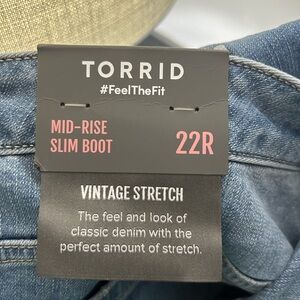 TORRID
#FeelTheFit
MID-RISE
SLIM BOOT
22R
VINTAGE STRETCH
The feel and look of
classic denim with the
perfect amount of stretch.